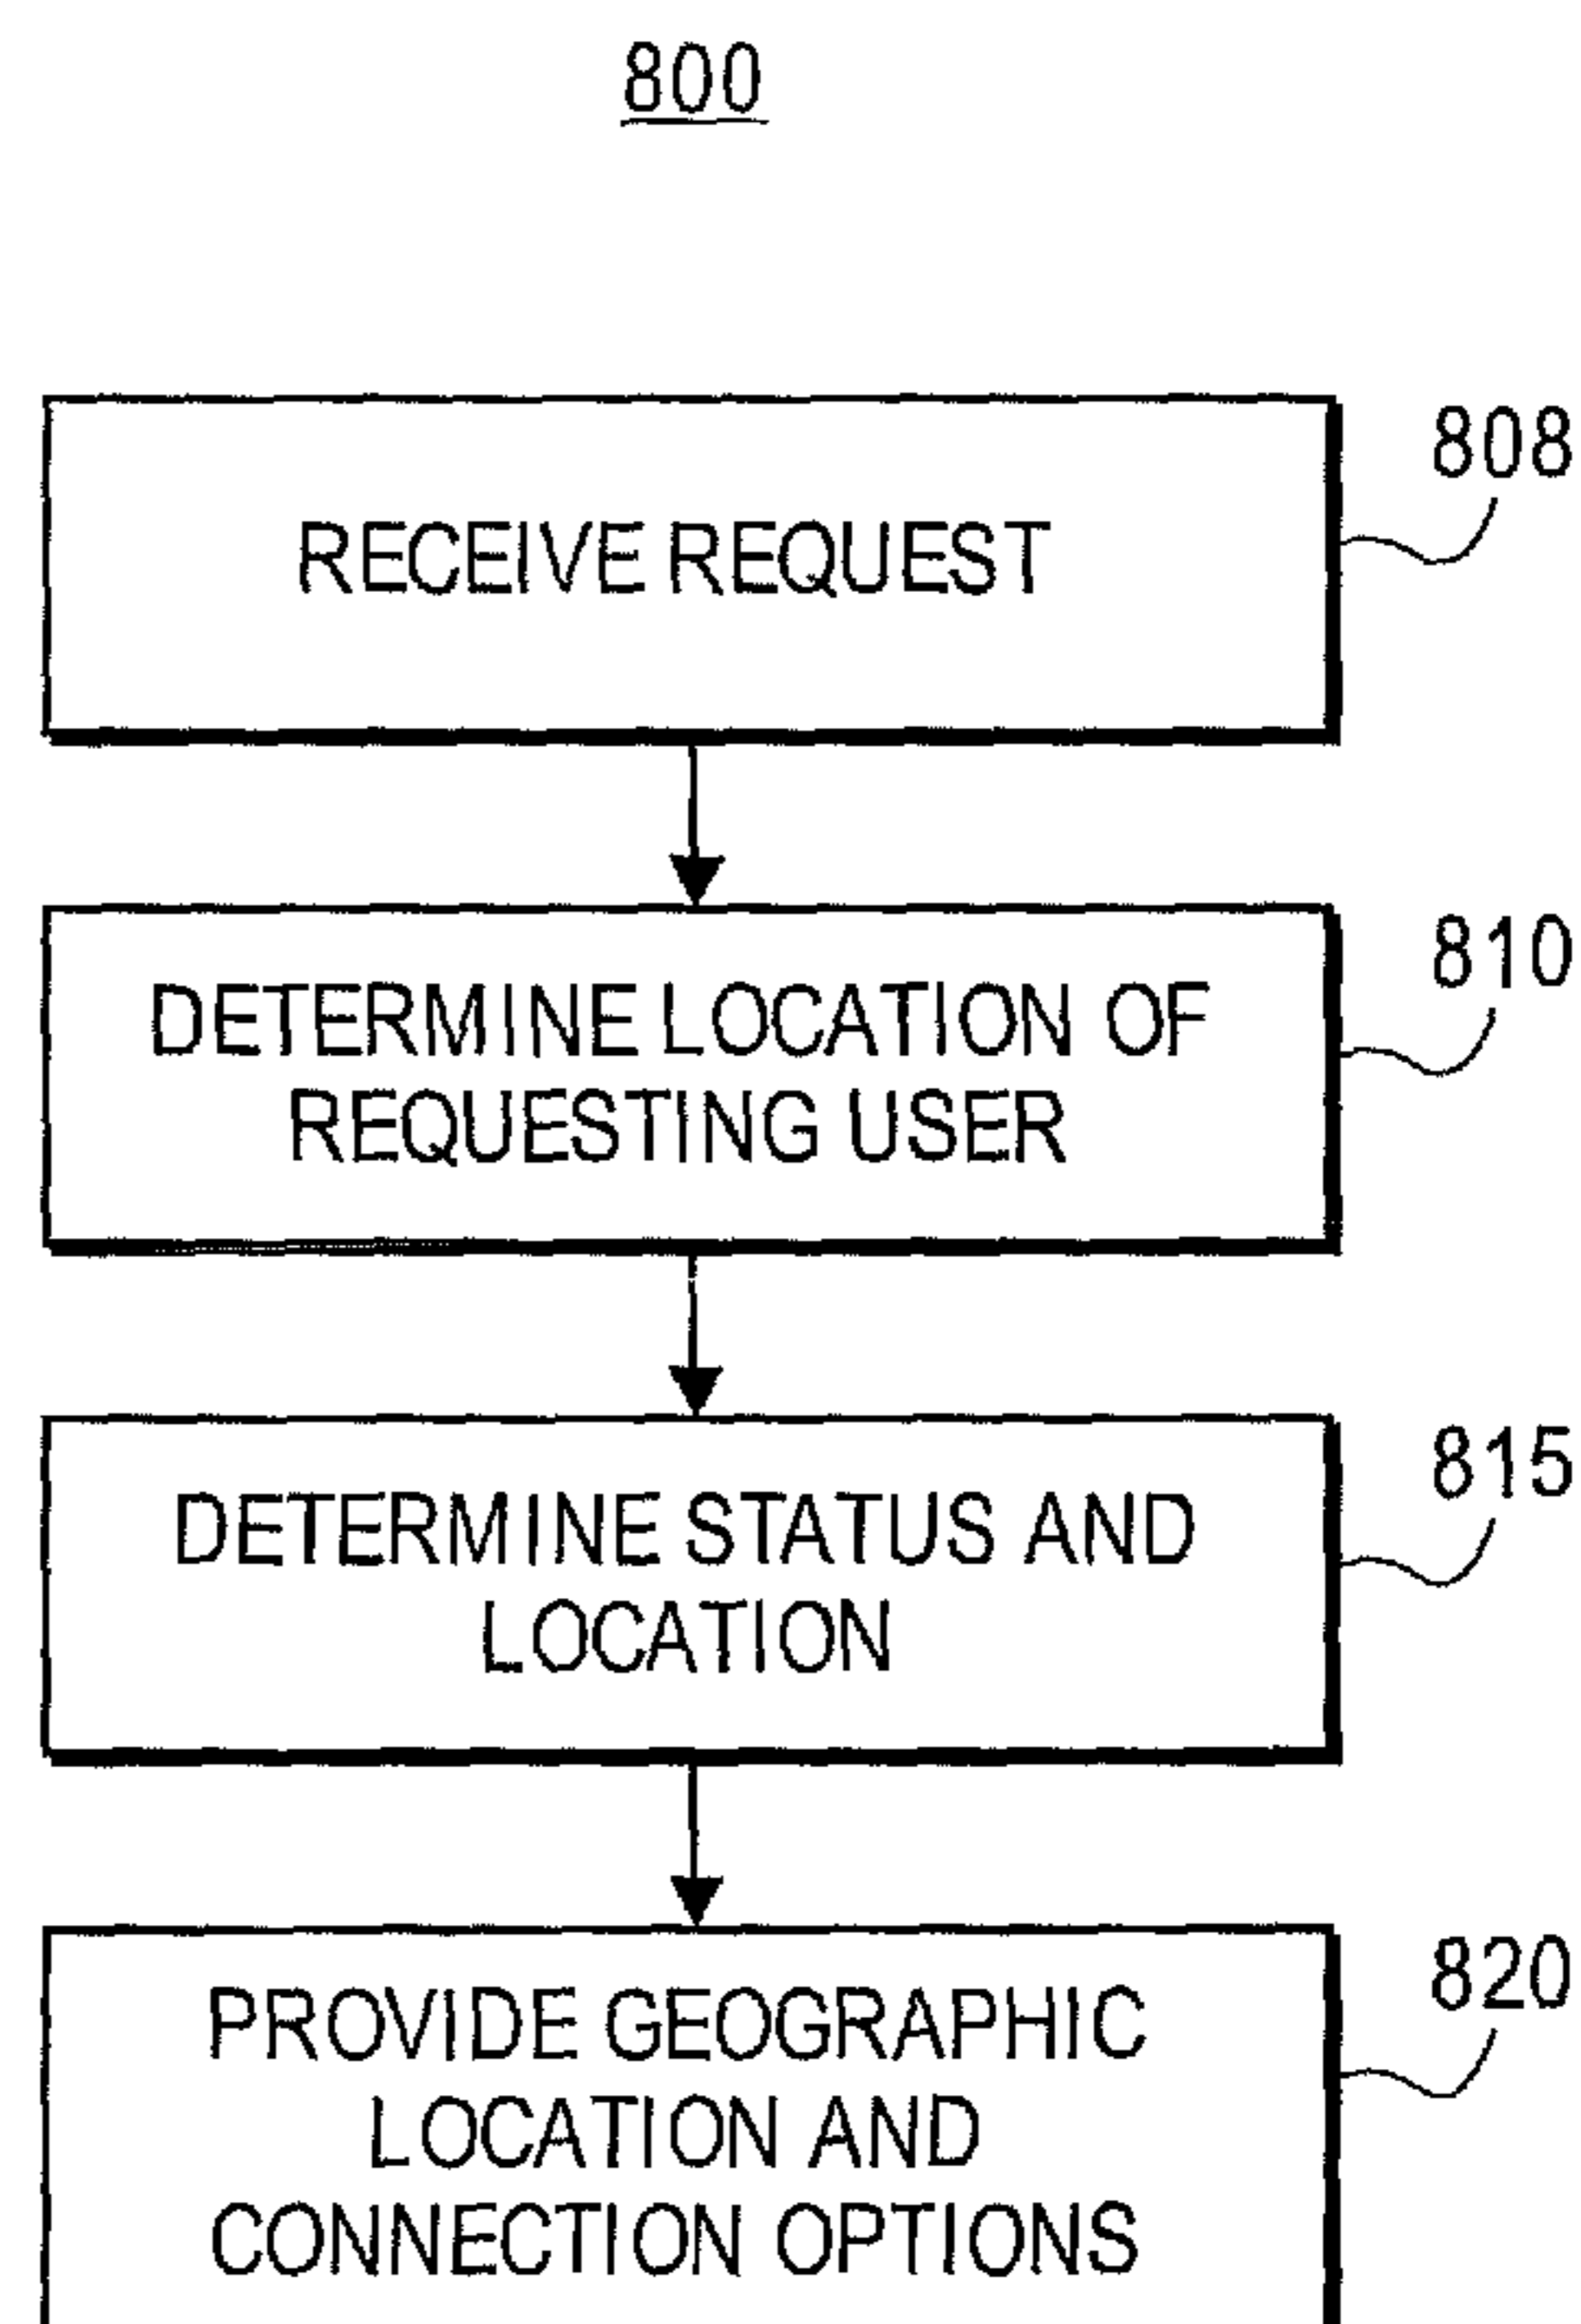 800
RECEIVE REQUEST
808
DETERMINE LOCATION OF
REQUESTING USER
810
DETERMINE STATUS AND
LOCATION
815
PROVIDE GEOGRAPHIC
LOCATION AND
CONNECTION OPTIONS
820